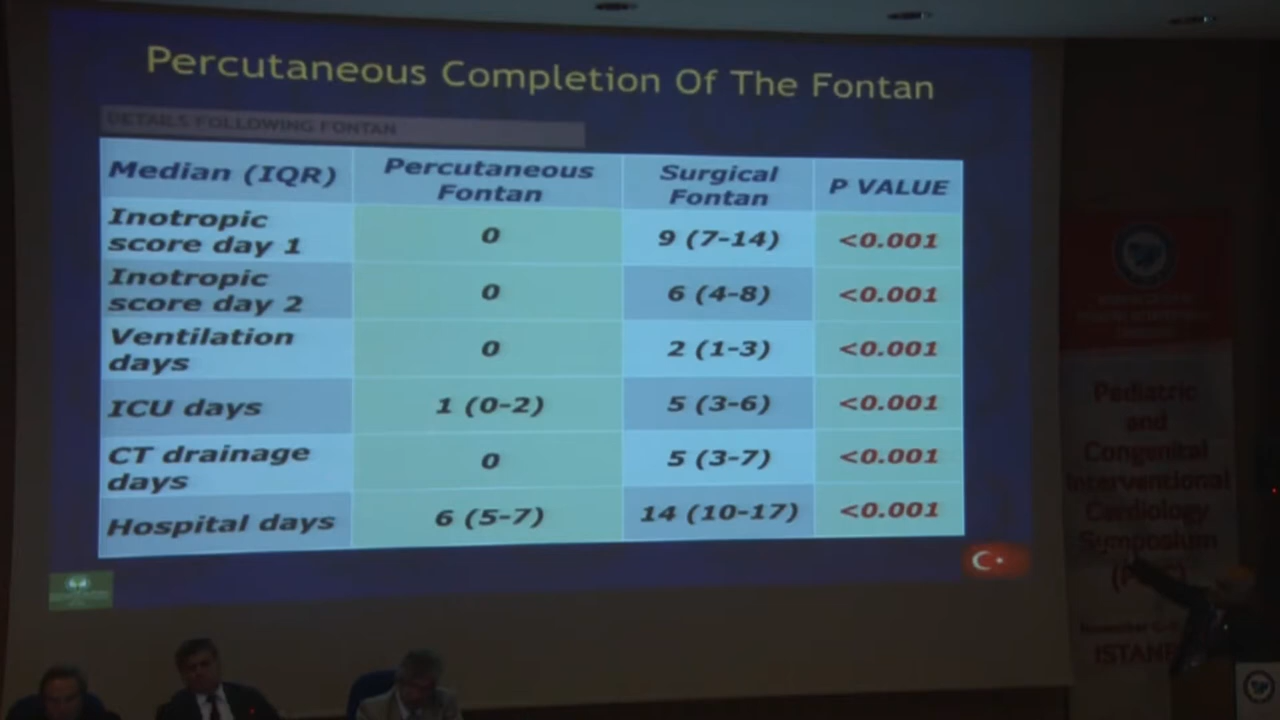 Percutaneous Completion Of The Fontan
DETAILS FOLLOWING FONTAN
Median (IQR) Percutaneous Fontan Surgical Fontan P VALUE
Inotropic score day 1 0 9 (7-14) <0.001
Inotropic score day 2 0 6 (4-8) <0.001
Ventilation days 0 2 (1-3) <0.001
ICU days 1 (0-2) 5 (3-6) <0.001
CT drainage days 0 5 (3-7) <0.001
Hospital days 6 (5-7) 14 (10-17) <0.001
Pediatric
and
Congenital
Interventional
Cardiology
Symposium